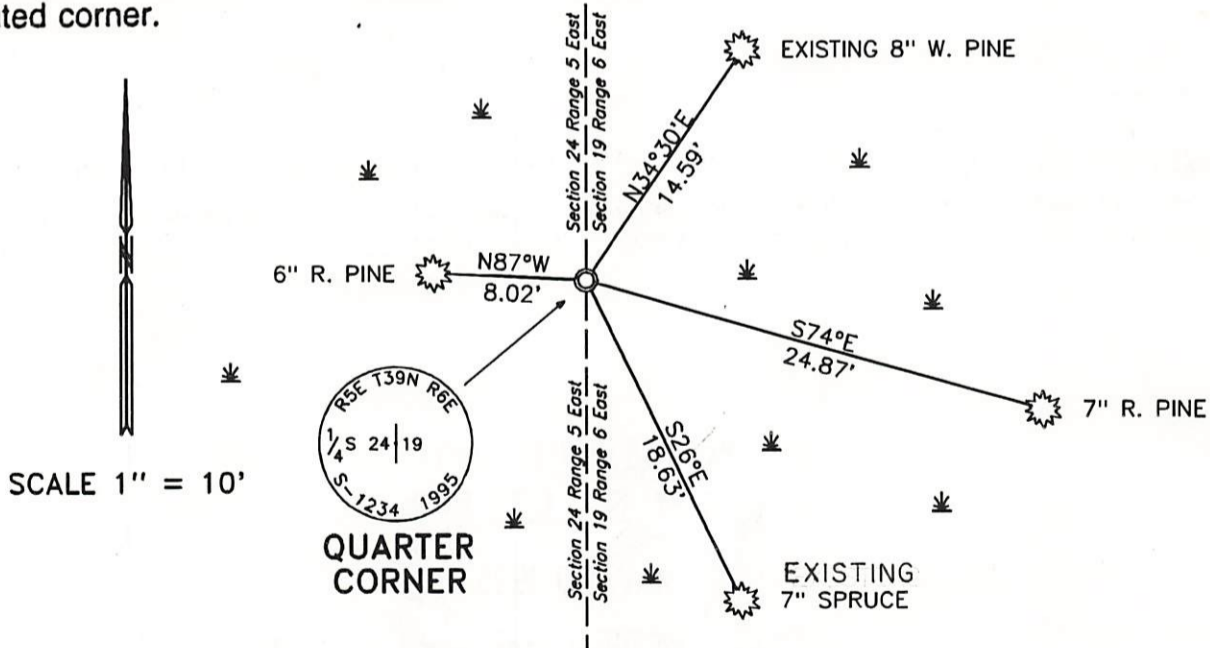 ted corner.
EXISTING 8" W. PINE
Section 24 Range 5 East
Section 19 Range 6 East
N34°30'E
14.59'
N
6" R. PINE
N87°W
8.02'
S74°E
24.87'
7" R. PINE
R5E T39N R6E
1/4 S 24 19
S-1234 1995
SCALE 1" = 10'
QUARTER
CORNER
Section 24 Range 5 East
Section 19 Range 6 East
S26°E
18.63'
EXISTING
7" SPRUCE